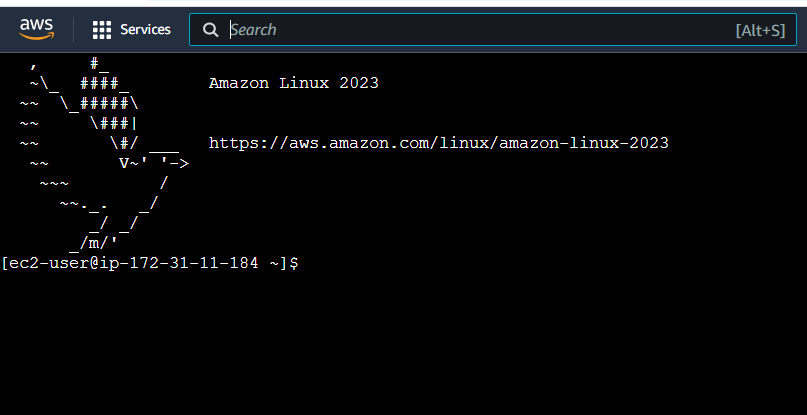 aws
Services
Search
[Alt+S]
   ,     #_
   ~\_  ####_        Amazon Linux 2023
  ~~  \_#####\
  ~~     \###|
  ~~       \#/ ___   https://aws.amazon.com/linux/amazon-linux-2023
   ~~       V~' '->
    ~~~         /
      ~~._.   _/
         _/ _/
       _/m/'
[ec2-user@ip-172-31-11-184 ~]$